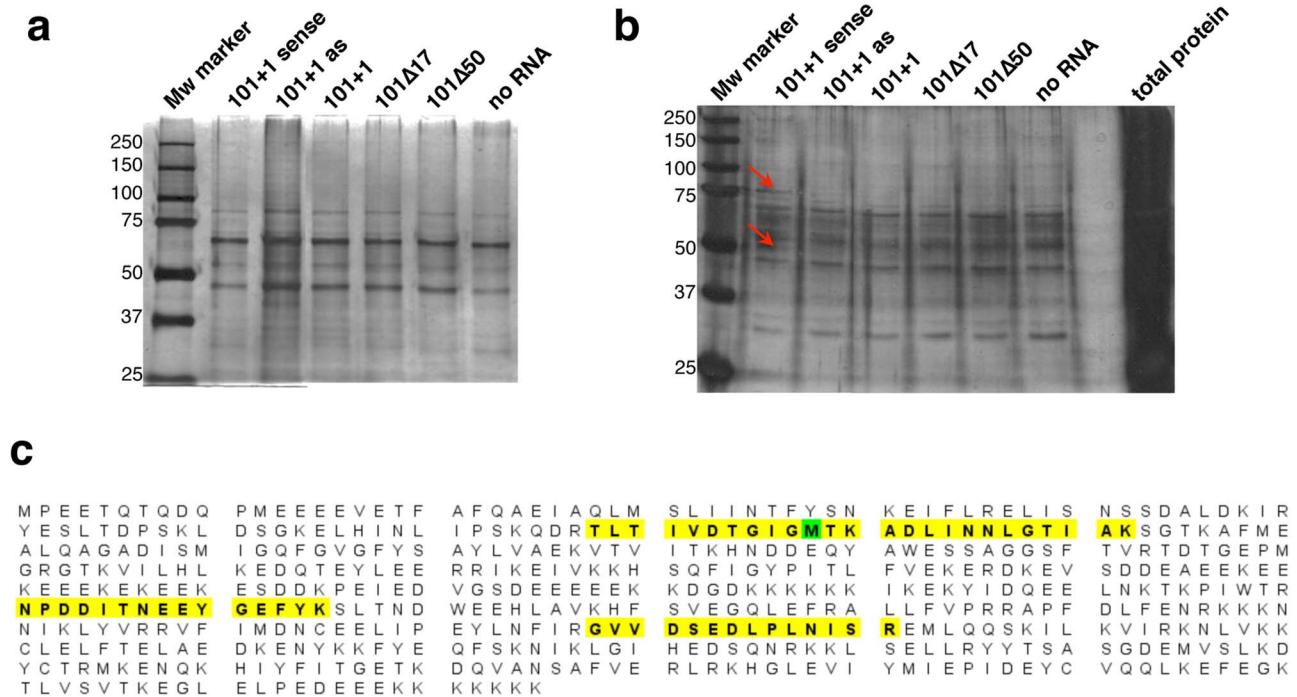 a
Mw marker
101+1 sense
101+1 as
101+1
101Δ17
101Δ50
no RNA
250
150
100
75
50
37
25
b
Mw marker
101+1 sense
101+1 as
101+1
101Δ17
101Δ50
no RNA
total protein
250
150
100
75
50
37
25
c
MPEETQTQDQ PMEEEEVETF AFQAEIAQLM SLIINTFYSN KEIFLRELIS NSSDALDKIR
YESLTDPSKL DSGKELHINL IPSKQDRTLT IVDTGIGMTK ADLINNLGTI AKSGTKAFME
ALQAGADISM IGQFGVGFYS AYLVAEKVTV ITKHNDDEQY AWESSAGGSF TVRTDTGEPM
GRGTKVILHL KEDQTEYLEE RRIKEIVKKH SQFIGYPITL FVEKERDKEV SDDEAEEKEE
KEEEKEKEEK ESDDKPEIED VGSDEEEEEK KDGDKKKKKK IKEKYIDQEE LNKTKPIWTR
NPDDITNEEY GEFYKSLTND WEEHLAVKHF SVEGQLEFRA LLFVPRRAPF DLFENRKKKN
NIKLYVRRVF IMDNCEELIP EYLNFIRGVV DSEDLPLNIS REMLQQSKIL KVIRKNLVKK
CLELFTELAE DKENYKKFYE QFSKNIKLGI HEDSQNRKKL SELLRYYTSA SGDEMVSLKD
YCTRMKENQK HIYFITGETK DQVANSAFVE RLRKHGLEVI YMIEPIDEYC VQQLKEFEGK
TLVSVTKEGL ELPEDEEEKK KKKKK